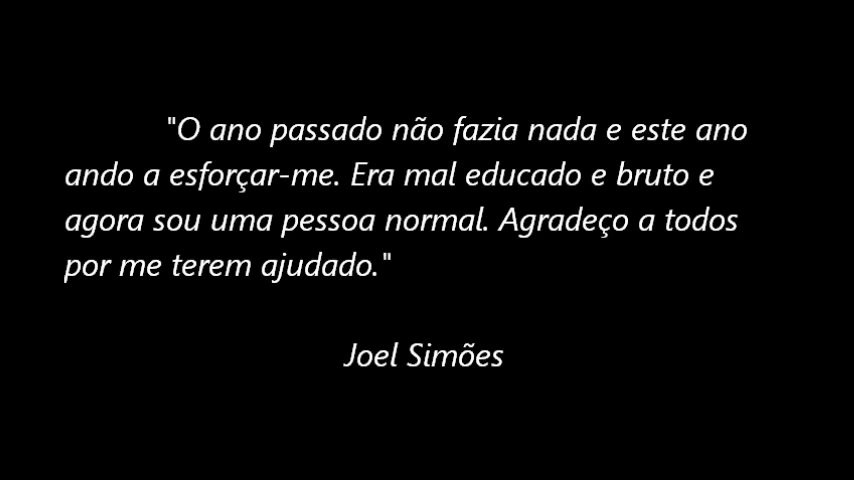 "O ano passado não fazia nada e este ano
ando a esforçar-me. Era mal educado e bruto e
agora sou uma pessoa normal. Agradeço a todos
por me terem ajudado."
Joel Simões